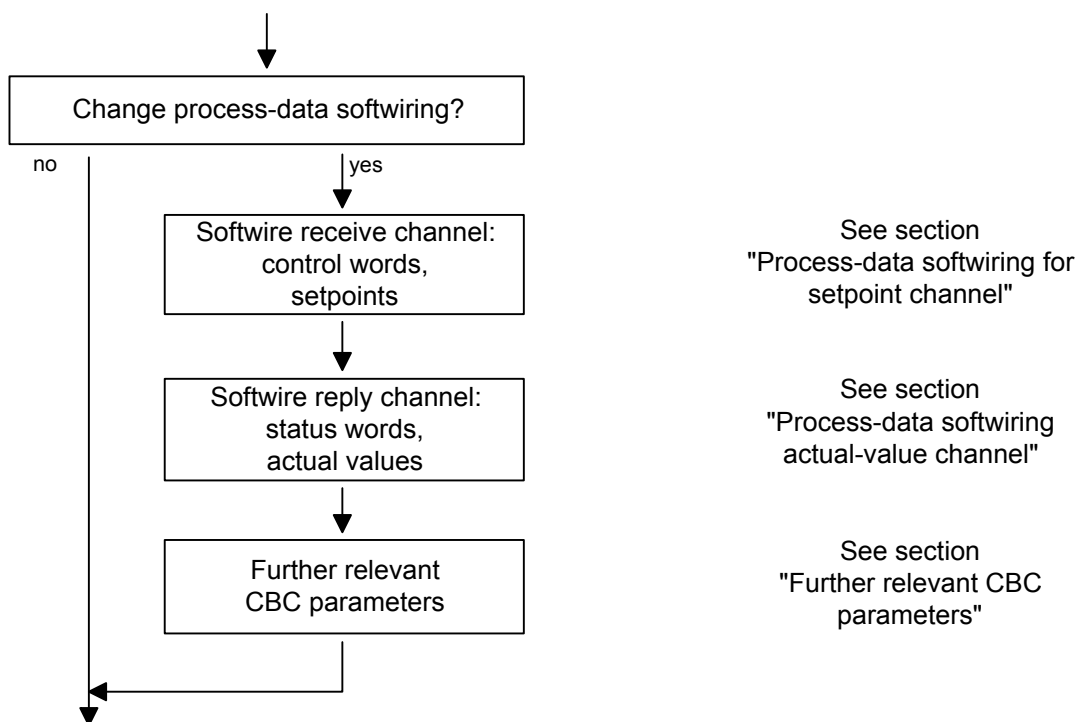 Change process-data softwiring?
no
yes
Softwire receive channel:
control words,
setpoints
See section
"Process-data softwiring for
setpoint channel"
Softwire reply channel:
status words,
actual values
See section
"Process-data softwiring
actual-value channel"
Further relevant
CBC parameters
See section
"Further relevant CBC
parameters"